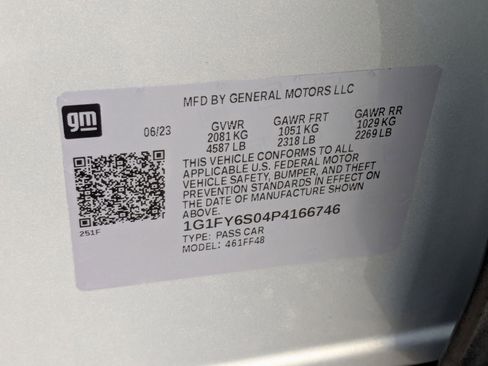 gm
MFD BY GENERAL MOTORS LLC
06/23 GVWR GAWR FRT GAWR RR
2081 KG 1051 KG 1029 KG
4587 LB 2318 LB 2269 LB
THIS VEHICLE CONFORMS TO ALL
APPLICABLE U.S. FEDERAL MOTOR
VEHICLE SAFETY, BUMPER, AND THEFT
PREVENTION STANDARDS IN EFFECT ON
THE DATE OF MANUFACTURE SHOWN
ABOVE.
1G1FY6S04P4166746
TYPE: PASS CAR
MODEL: 461FF48
251F